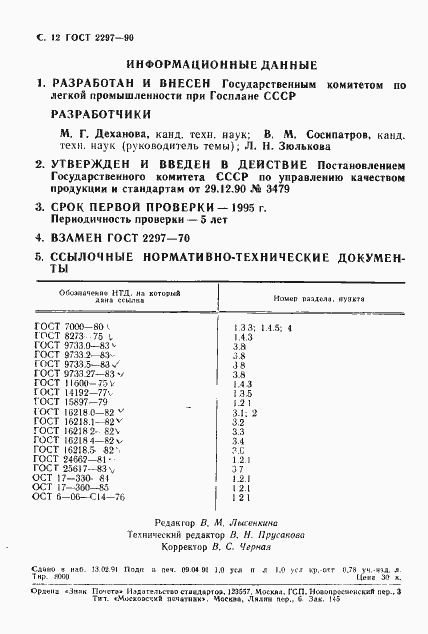 С. 12 ГОСТ 2297—90
ИНФОРМАЦИОННЫЕ ДАННЫЕ
1. РАЗРАБОТАН И ВНЕСЕН Государственным комитетом по
легкой промышленности при Госплане СССР
РАЗРАБОТЧИКИ
М. Г. Деханова, канд. техн. наук; В. М. Сосипатров, канд.
техн. наук (руководитель темы); Л. Н. Зюлькова
2. УТВЕРЖДЕН И ВВЕДЕН В ДЕЙСТВИЕ Постановлением
Государственного комитета СССР по управлению качеством
продукции и стандартам от 29.12.90 № 3479
3. СРОК ПЕРВОЙ ПРОВЕРКИ — 1995 г.
Периодичность проверки — 5 лет
4. ВЗАМЕН ГОСТ 2297—70
5. ССЫЛОЧНЫЕ НОРМАТИВНО-ТЕХНИЧЕСКИЕ ДОКУМЕН-
ТЫ
Обозначение НТД, на который
дана ссылка
Номер раздела, пункта
ГОСТ 7000—80 1.3.3; 1.4.5; 4
ГОСТ 8273—75 1.4.3
ГОСТ 9733.0—83 3.8
ГОСТ 9733.2—83 3.8
ГОСТ 9733.5—83 3 8
ГОСТ 9733.27—83 3.8
ГОСТ 11600—75 1.4.3
ГОСТ 14192—77 1.3.5
ГОСТ 15897—79 1.2 1
ГОСТ 16218.0—82 3.1; 2
ГОСТ 16218.1—82 3.2
ГОСТ 16218 2—82 3.3
ГОСТ 16218 4—82 3.4
ГОСТ 16218.5—82
ГОСТ 24662—81 1 2.1
ГОСТ 25617—83 3 7
ОСТ 17—330—84 1.2.1
ОСТ 17—360—85 1 2.1
ОСТ 6—06—С14—76 1 2 1
Редактор В. М. Лысенкина
Технический редактор В. Н. Прусакова
Корректор В. С. Черная
Сдано в наб. 13.02.91 Подп в печ. 09.04 91 1,0 усл п л 1,0 усл кр.-отт 0,78 уч.-изд л.
Тир. 8000 Цена 30 к.
Ордена «Знак Почета» Издательство стандартов, 123557, Москва, ГСП, Новопресненский пер., 3
Тип. «Московский печатник». Москва, Лялин пер., 6. Зак. 145